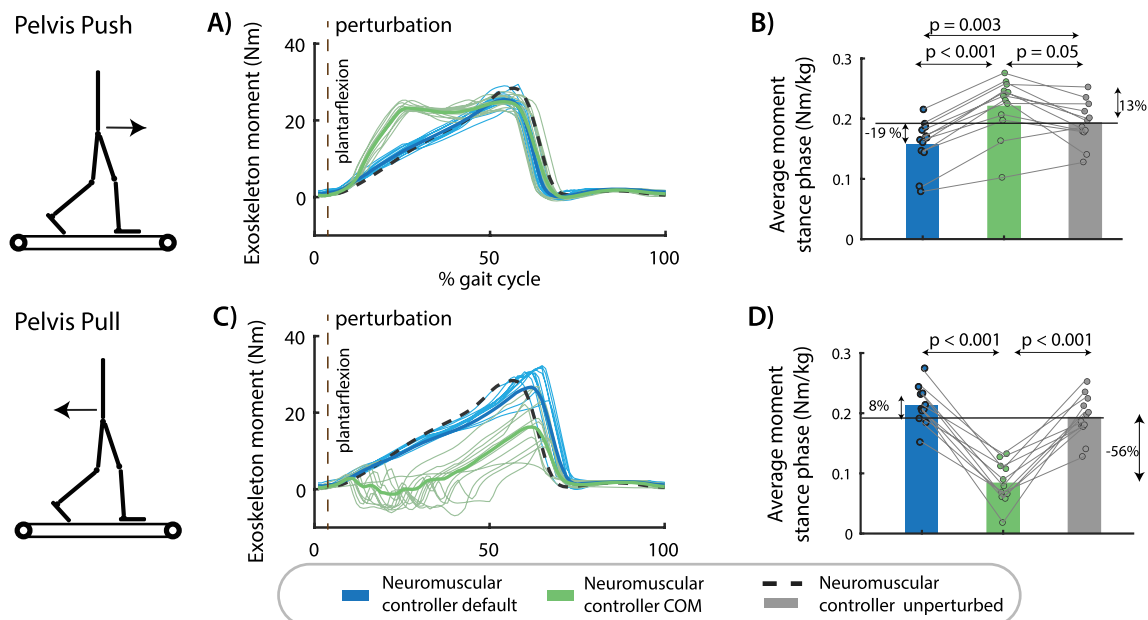 Pelvis Push
A)
perturbation
Exoskeleton moment (Nm)
40
20
0
plantarflexion
0
50
100
% gait cycle
B)
p = 0.003
p < 0.001
p = 0.05
Average moment
stance phase (Nm/kg)
0.3
0.2
0.1
0
-19 %
13%
Pelvis Pull
C)
perturbation
Exoskeleton moment (Nm)
40
20
0
plantarflexion
0
50
100
D)
p < 0.001
p < 0.001
Average moment
stance phase (Nm/kg)
0.3
0.2
0.1
0
8%
-56%
Neuromuscular
controller default
Neuromuscular
controller COM
Neuromuscular
controller unperturbed